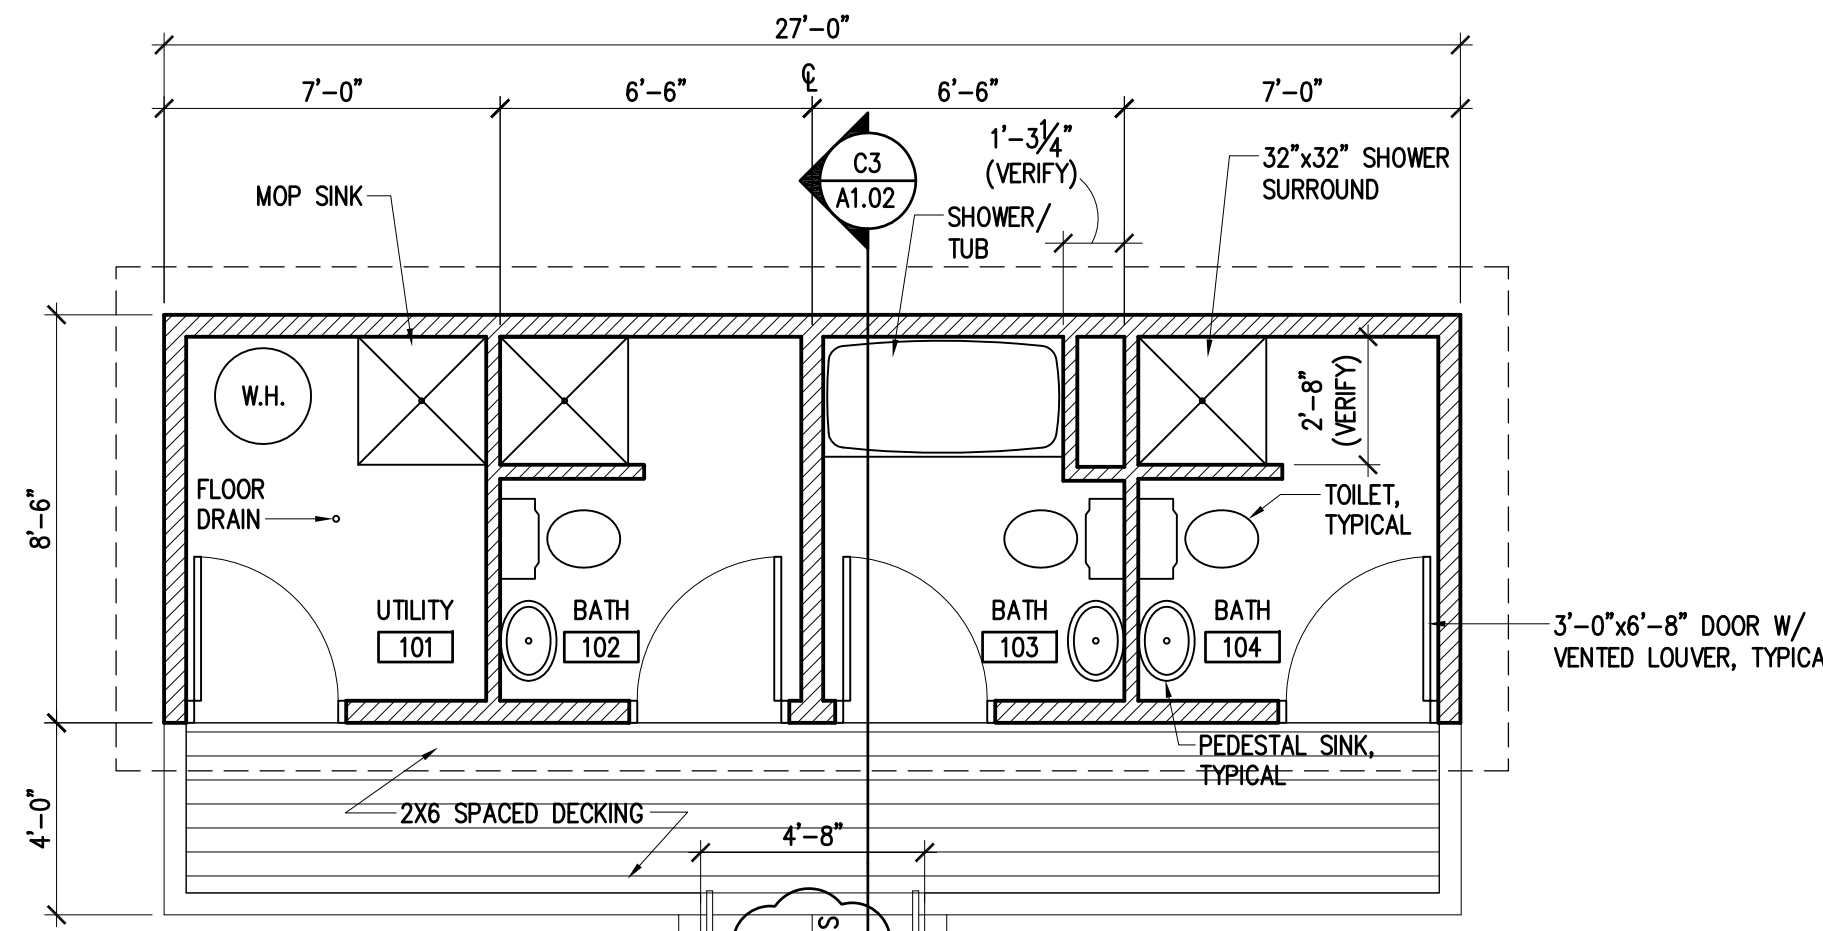 27'-0"
7'-0"
6'-6"
℄
6'-6"
7'-0"
1'-3¼"
(VERIFY)
C3
A1.02
32"x32" SHOWER
SURROUND
MOP SINK
SHOWER/
TUB
W.H.
2'-8"
(VERIFY)
FLOOR
DRAIN
TOILET,
TYPICAL
8'-6"
UTILITY
101
BATH
102
BATH
103
BATH
104
3'-0"x6'-8" DOOR W/
VENTED LOUVER, TYPICA
PEDESTAL SINK,
TYPICAL
2X6 SPACED DECKING
4'-0"
4'-8"
S